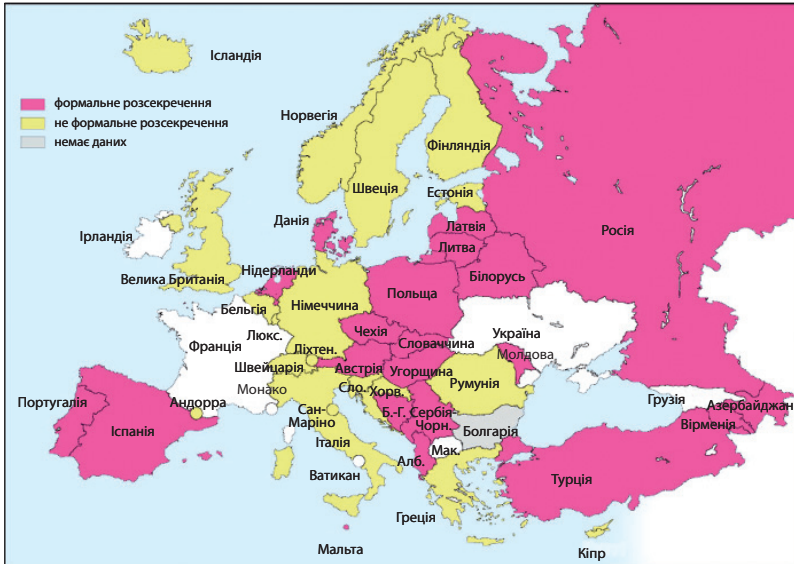 Ісландія
формальне розсекречення
не формальне розсекречення
немає даних
Норвегія
Фінляндія
Швеція
Естонія
Данія
Латвія
Росія
Ірландія
Литва
Нідерланди
Білорусь
Велика Британія
Польща
Німеччина
Бельгія
Україна
Люкс.
Чехія
Франція
Словаччина
Ліхтен.
Молдова
Швейцарія
Австрія
Угорщина
Румунія
Монако
Сло.
Хорв.
Португалія
Андорра
Грузія
Азербайджан
Сан-
Маріно
Б.-Г.
Сербія-
Чорн.
Іспанія
Вірменія
Болгарія
Італія
Мак.
Алб.
Ватикан
Турція
Греція
Мальта
Кіпр